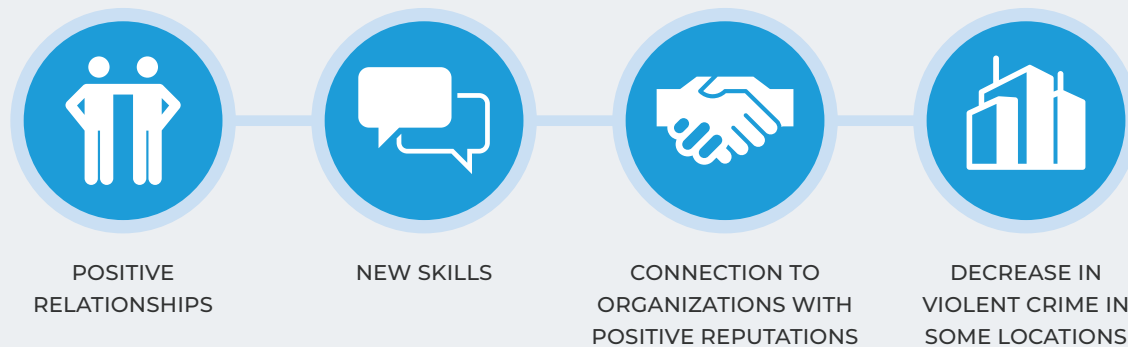 POSITIVE
RELATIONSHIPS
NEW SKILLS
CONNECTION TO
ORGANIZATIONS WITH
POSITIVE REPUTATIONS
DECREASE IN
VIOLENT CRIME IN
SOME LOCATIONS